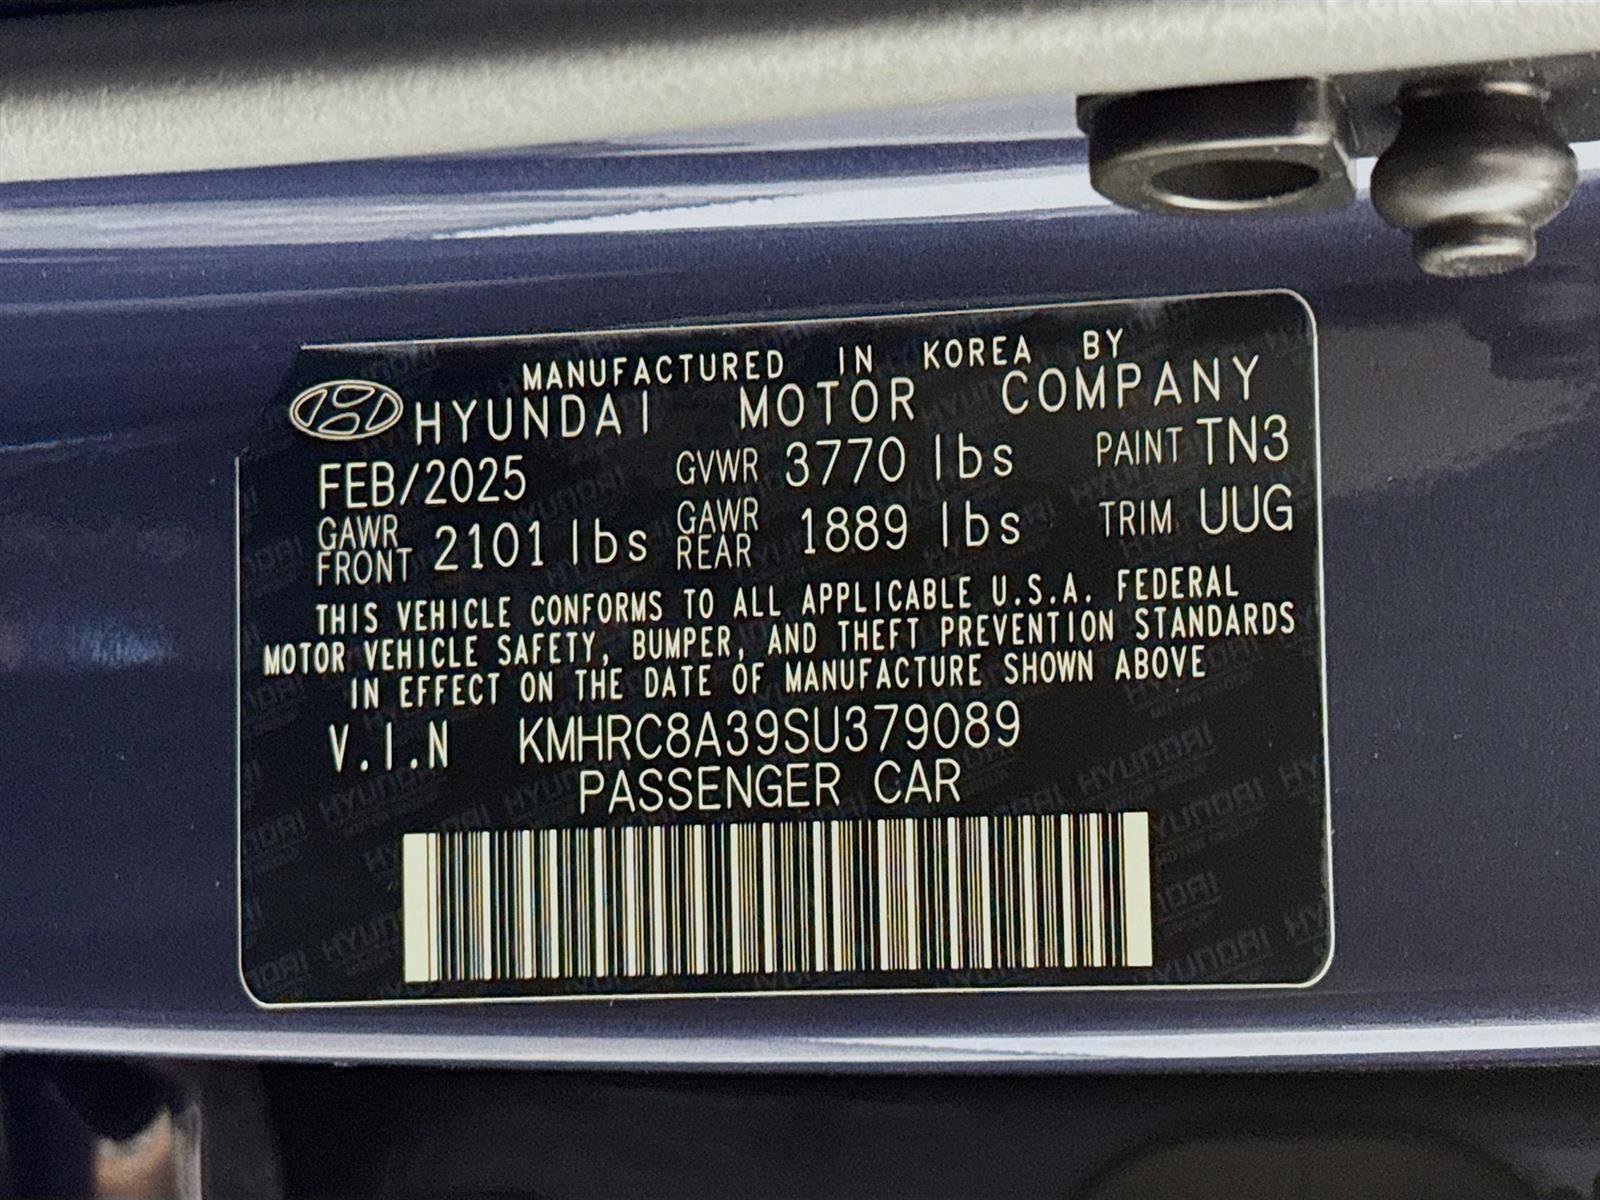 MANUFACTURED IN KOREA BY
HYUNDAI MOTOR COMPANY
FEB/2025 GVWR 3770 lbs PAINT TN3
GAWR FRONT 2101 lbs GAWR REAR 1889 lbs TRIM UUG
THIS VEHICLE CONFORMS TO ALL APPLICABLE U.S.A. FEDERAL
MOTOR VEHICLE SAFETY, BUMPER, AND THEFT PREVENTION STANDARDS
IN EFFECT ON THE DATE OF MANUFACTURE SHOWN ABOVE
V.I.N KMHRC8A39SU379089
PASSENGER CAR